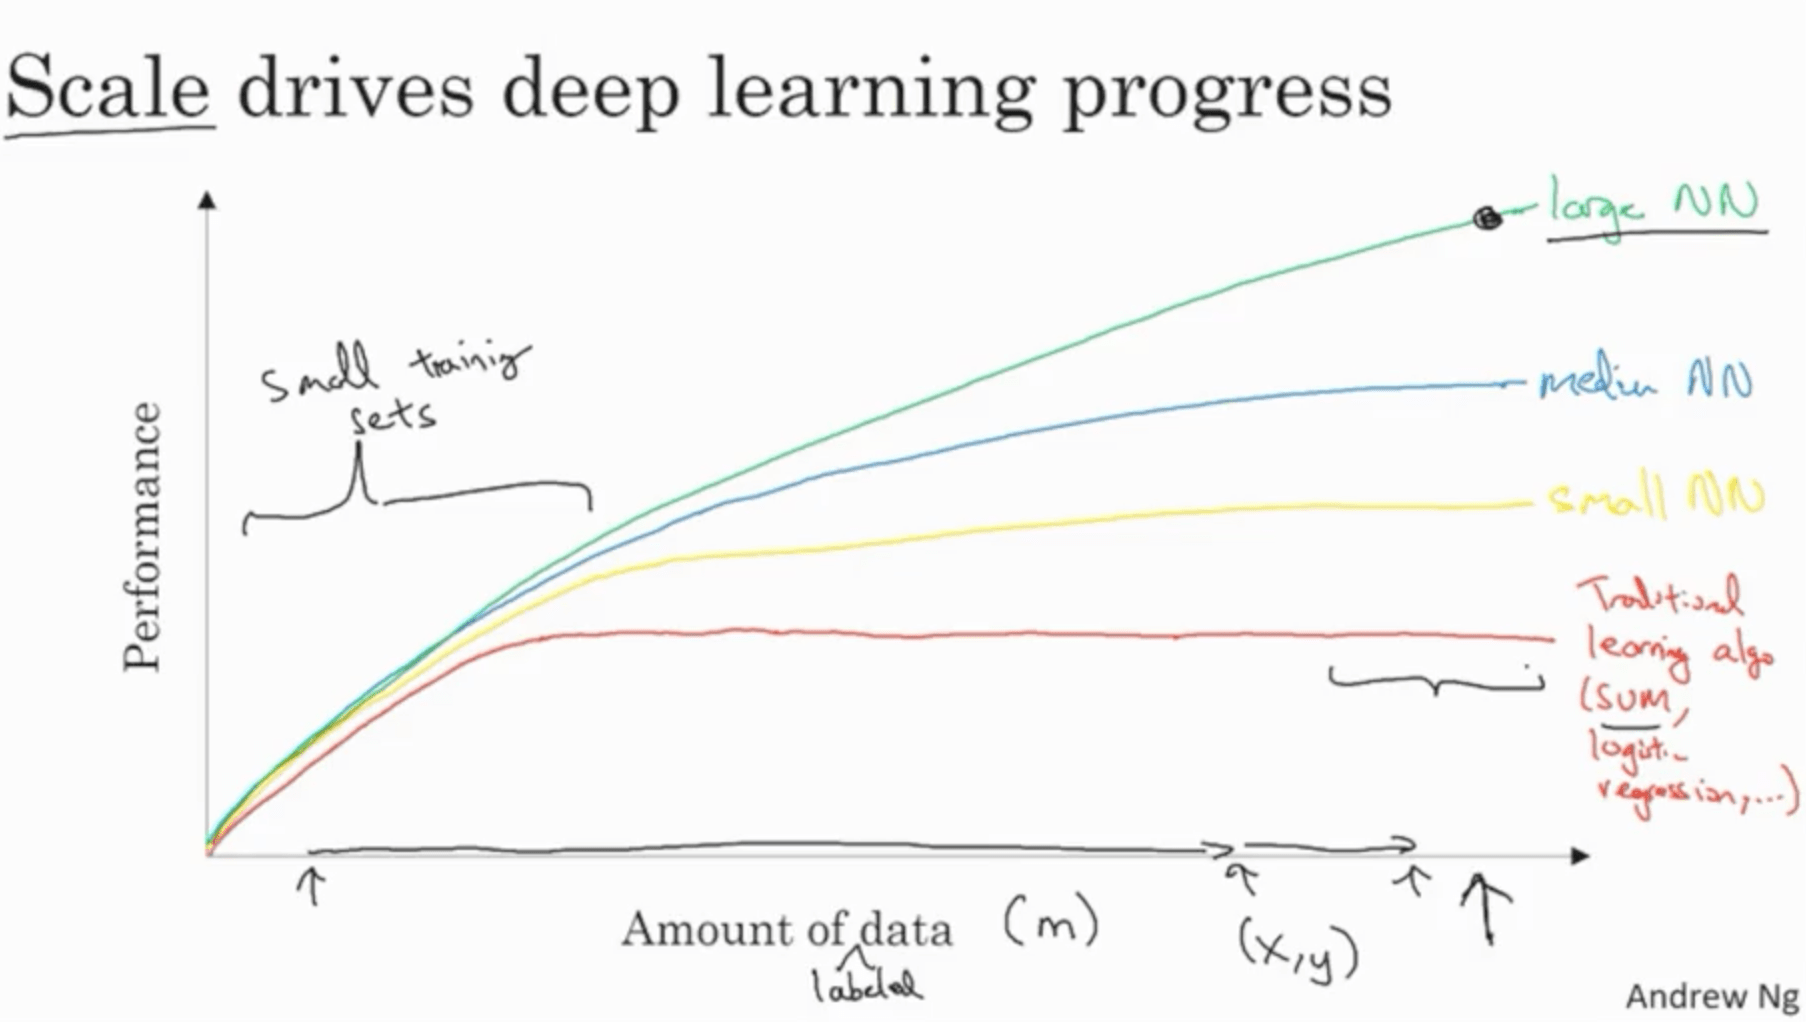 Scale drives deep learning progress
large NN
small training
sets
medium NN
small NN
Traditional
learning algo
(SVM,
logistic
regression,...)
Performance
Amount of data (m)
labeled
(x,y)
Andrew Ng